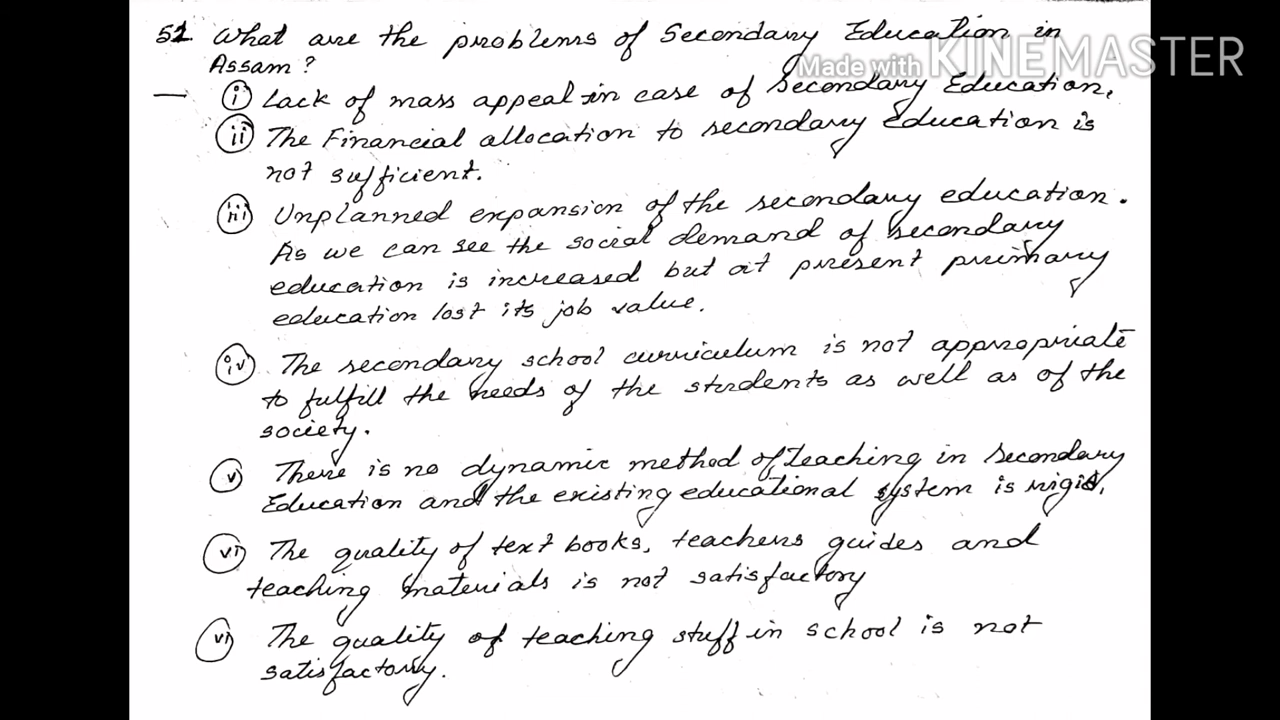 51. What are the problems of Secondary Education in
Assam?
Made with KINEMASTER
— (i) Lack of mass appeal in case of Secondary Education.
(ii) The Financial allocation to secondary education is
not sufficient.
(iii) Unplanned expansion of the secondary education.
As we can see the social demand of secondary
education is increased but at present primary
education lost its job value.
(iv) The secondary school curriculum is not appropriate
to fulfill the needs of the students as well as of the
society.
(v) There is no dynamic method of teaching in Secondary
Education and the existing educational system is rigid.
(vi) The quality of text books, teachers guides and
teaching materials is not satisfactory
(vi) The quality of teaching stuff in school is not
satisfactory.